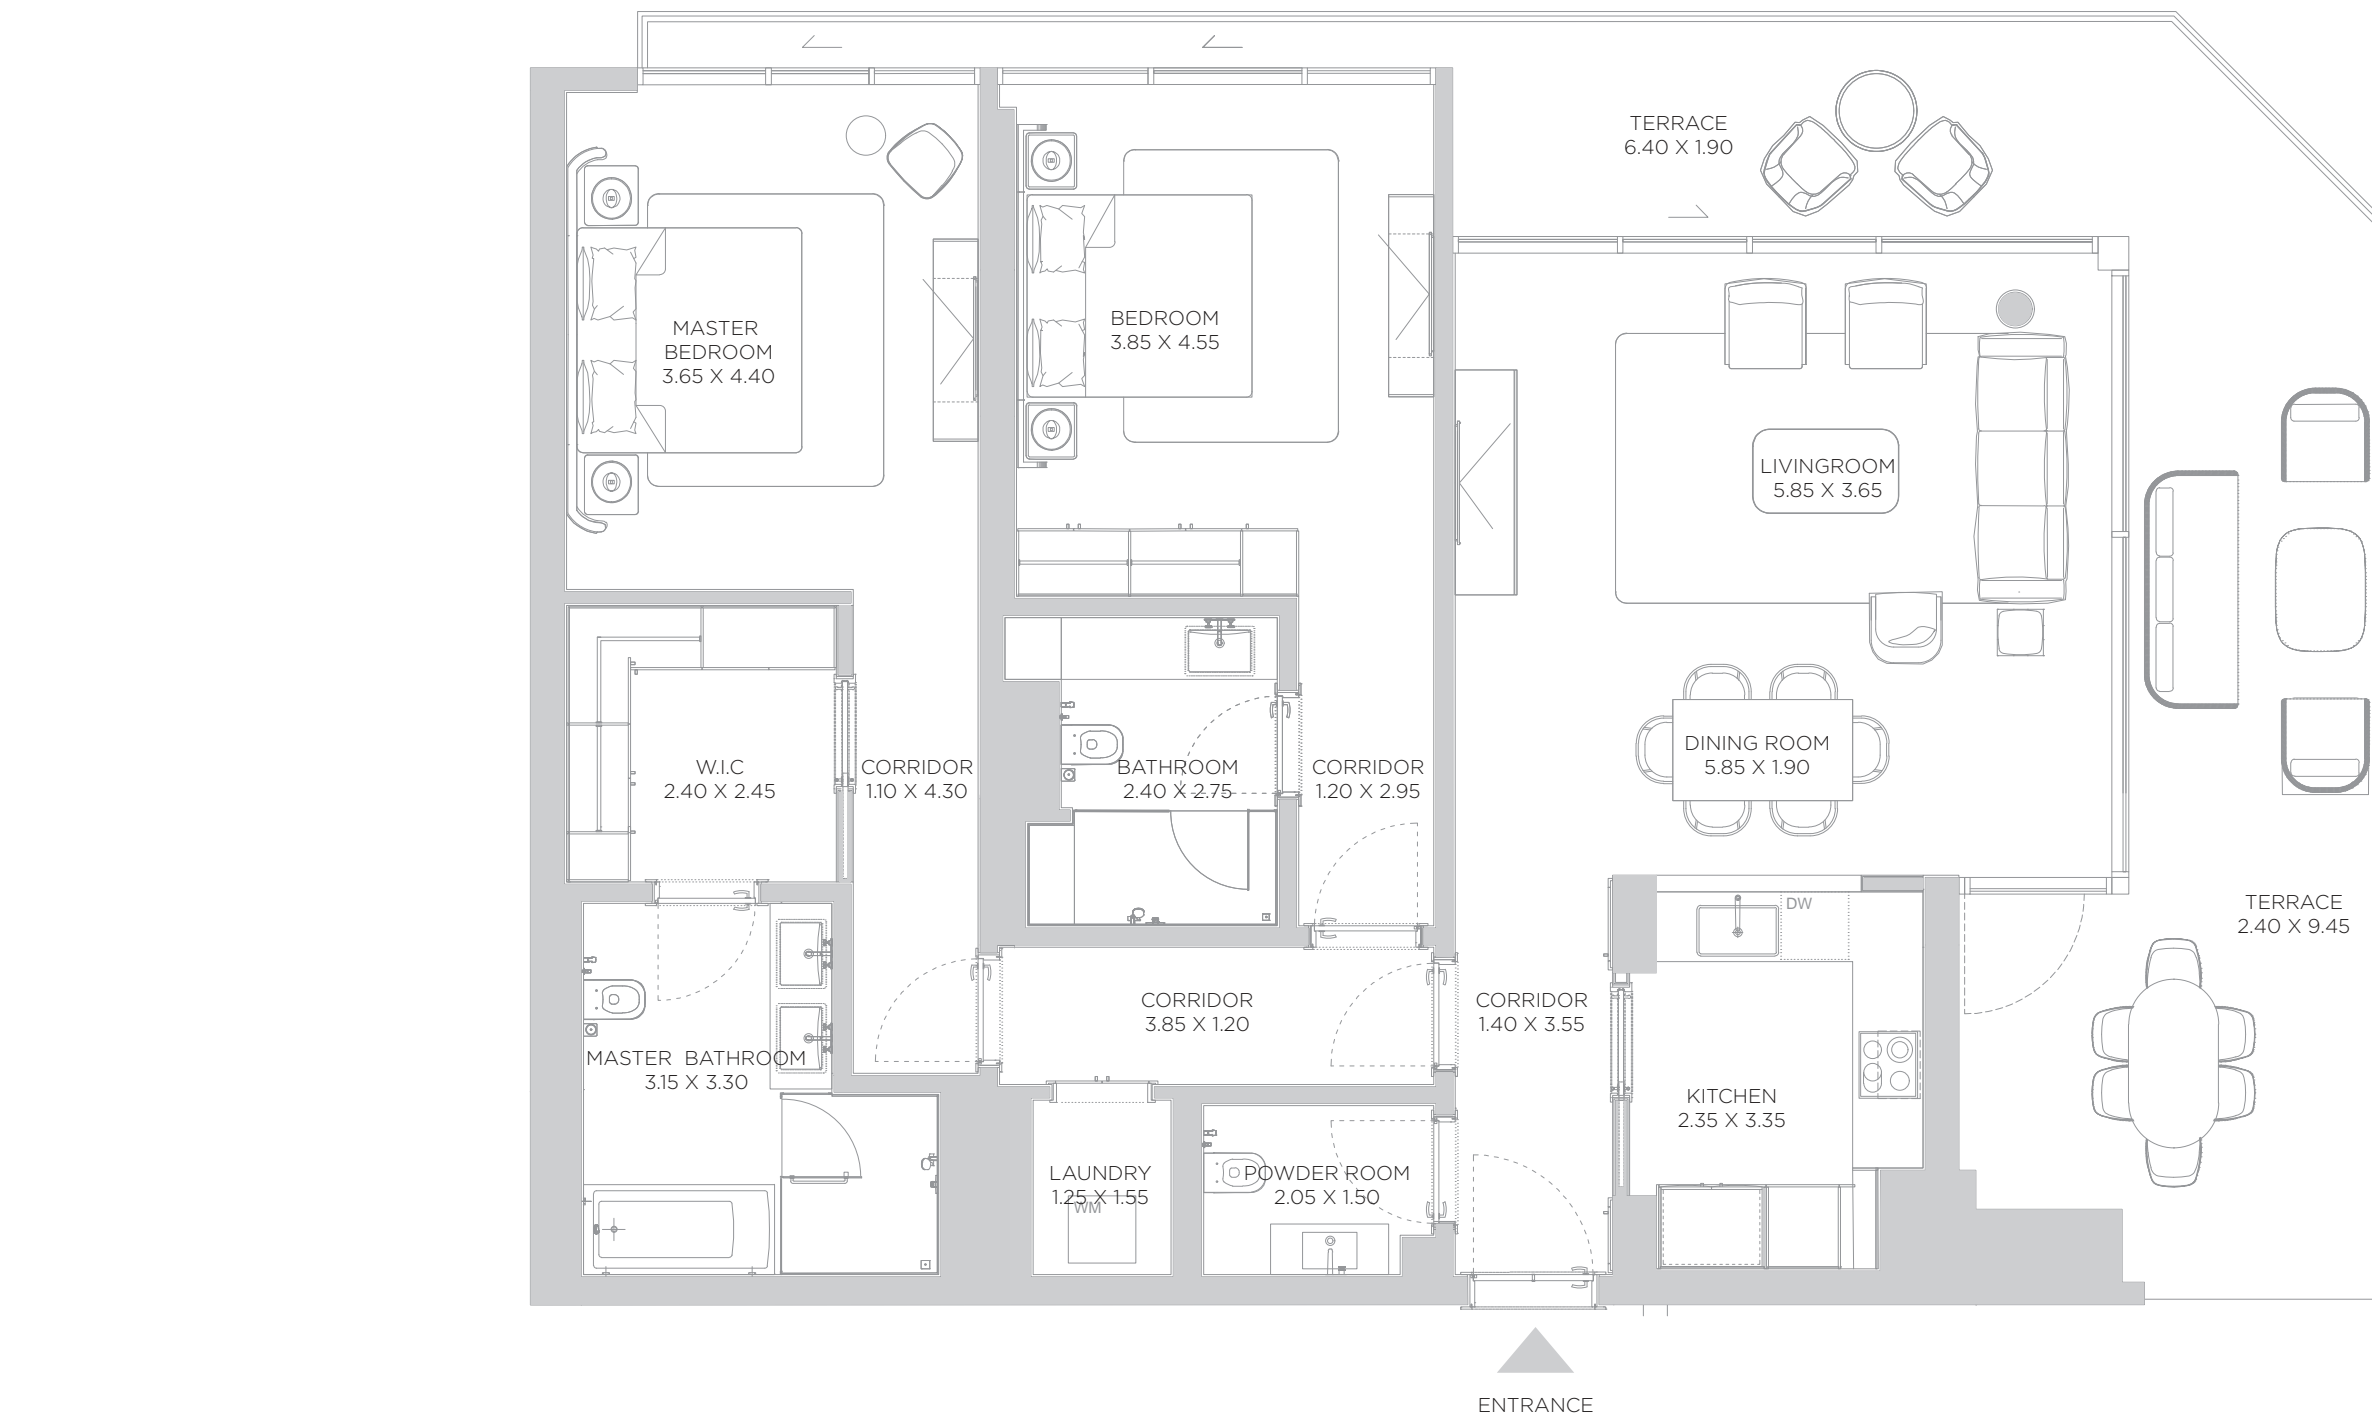 TERRACE
6.40 X 1.90
MASTER
BEDROOM
3.65 X 4.40
BEDROOM
3.85 X 4.55
LIVINGROOM
5.85 X 3.65
DINING ROOM
5.85 X 1.90
W.I.C
2.40 X 2.45
CORRIDOR
1.10 X 4.30
BATHROOM
2.40 X 2.75
CORRIDOR
1.20 X 2.95
DW
TERRACE
2.40 X 9.45
CORRIDOR
3.85 X 1.20
CORRIDOR
1.40 X 3.55
MASTER BATHROOM
3.15 X 3.30
KITCHEN
2.35 X 3.35
LAUNDRY
1.25 X 1.55
WM
POWDER ROOM
2.05 X 1.50
ENTRANCE